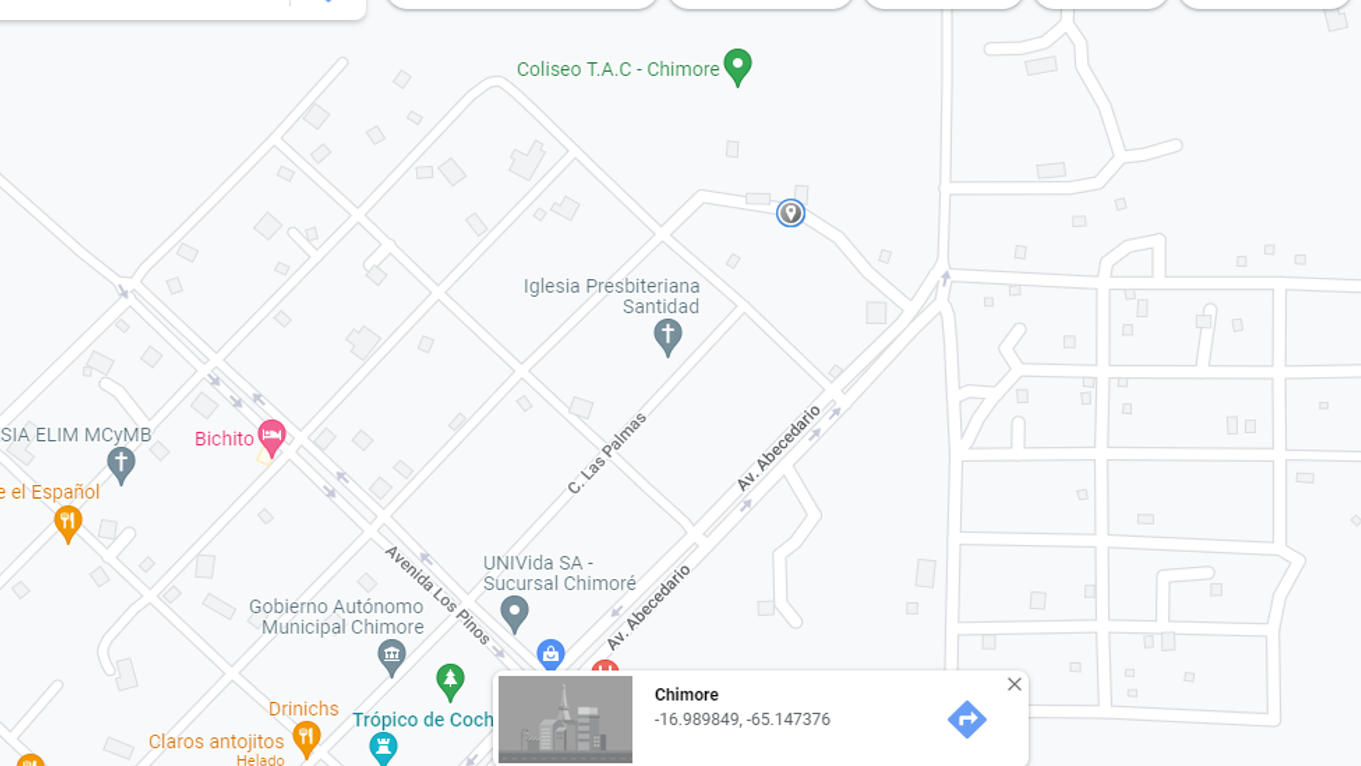 Coliseo T.A.C - Chimore
Iglesia Presbiteriana
Santidad
C. Las Palmas
Av. Abecedario
SIA ELIM MCyMB
Bichito
e el Español
Avenida Los Pinos
UNIVida SA -
Sucursal Chimoré
Av. Abecedario
Gobierno Autónomo
Municipal Chimore
Trópico de Coch
Drinichs
Claros antojitos
Helado
Chimore
-16.989849, -65.147376